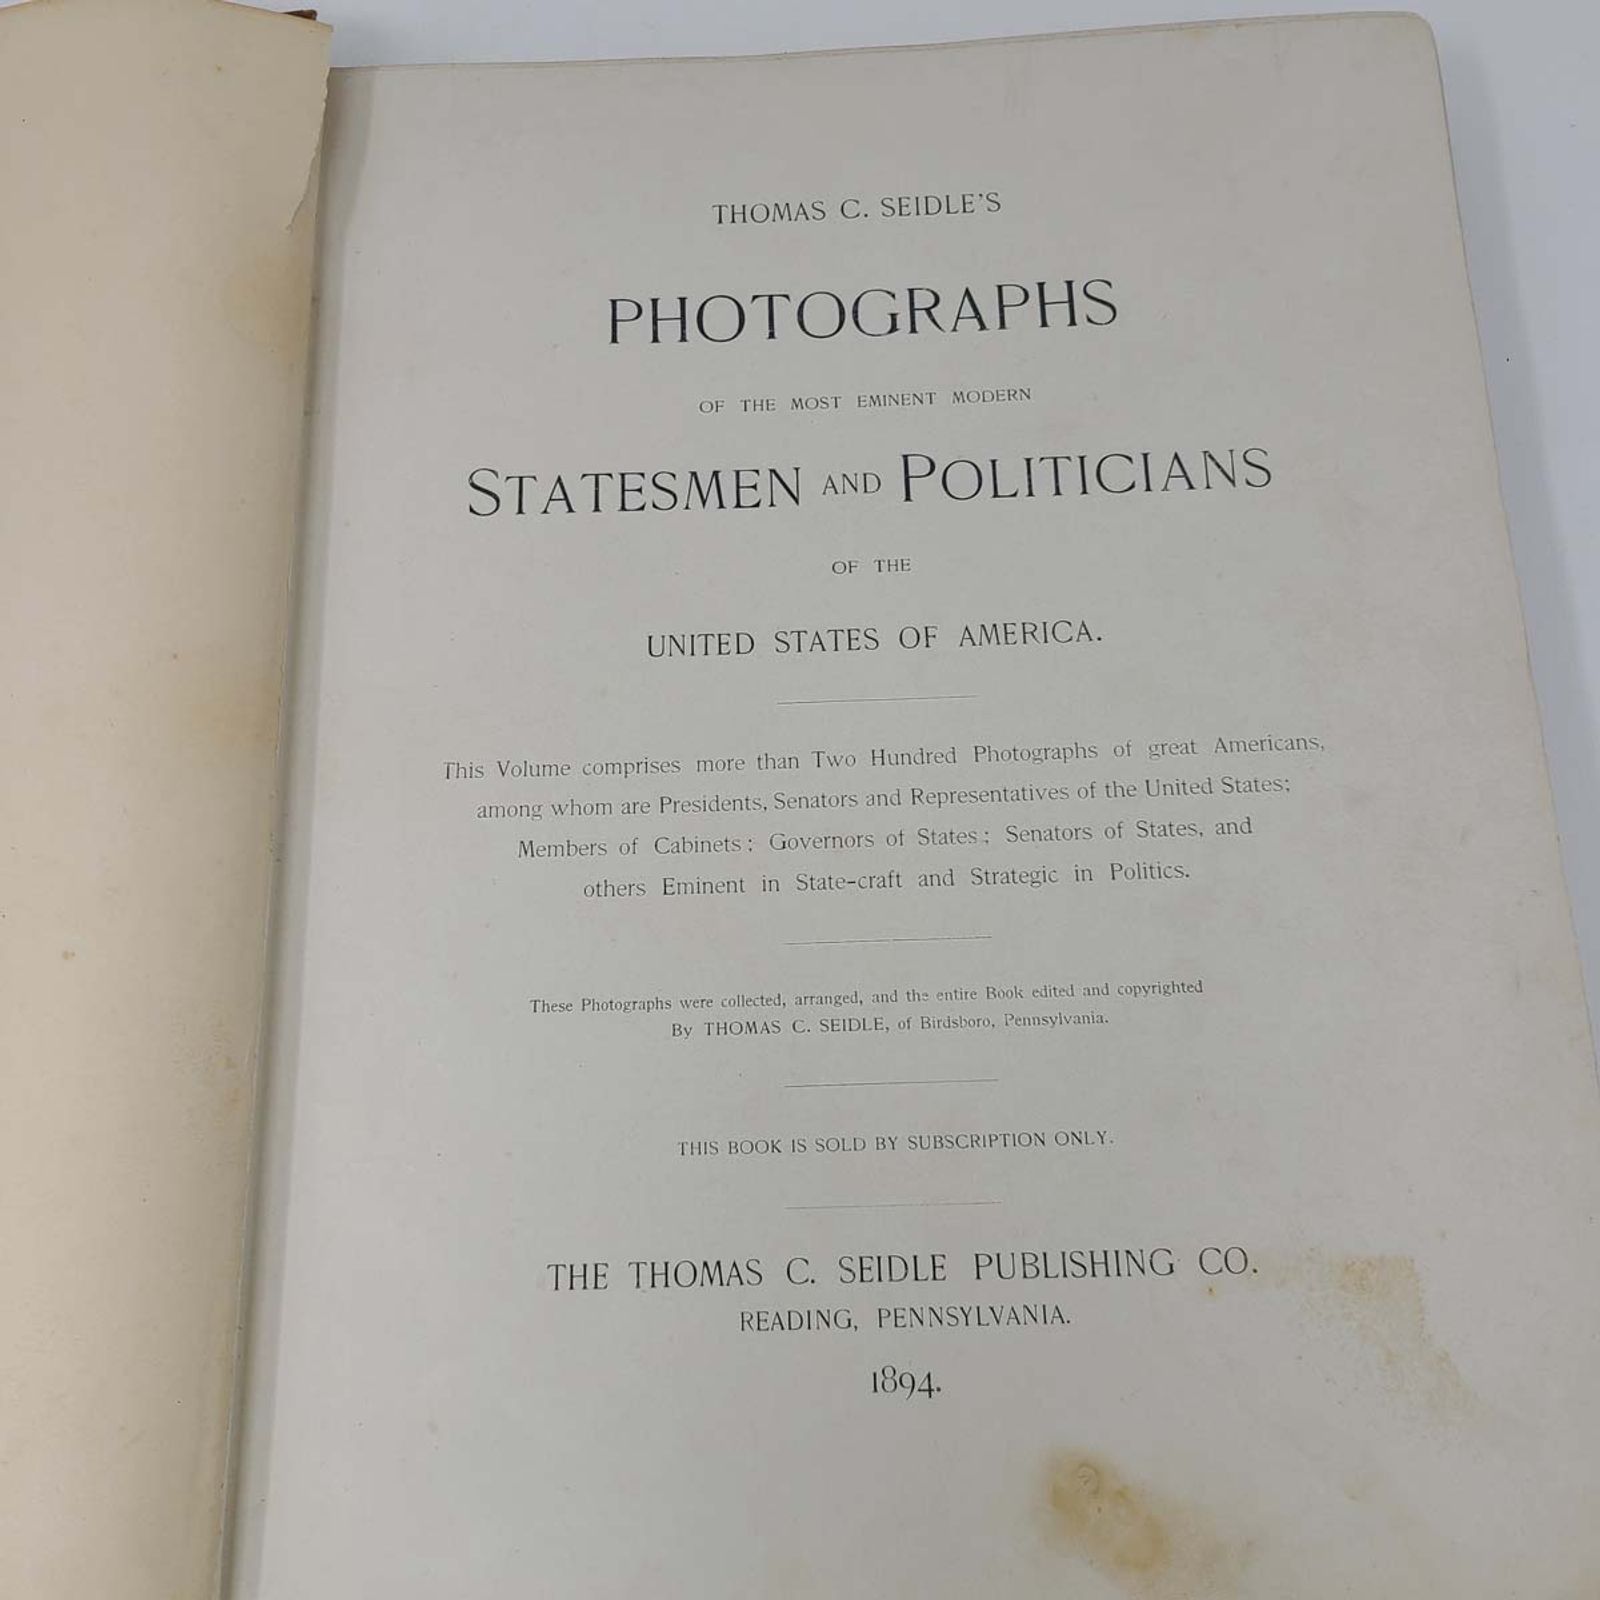 THOMAS C. SEIDLE'S
PHOTOGRAPHS
OF THE MOST EMINENT MODERN
STATESMEN AND POLITICIANS
OF THE
UNITED STATES OF AMERICA.
This Volume comprises more than Two Hundred Photographs of great Americans,
among whom are Presidents, Senators and Representatives of the United States;
Members of Cabinets; Governors of States; Senators of States, and
others Eminent in State-craft and Strategic in Politics.
These Photographs were collected, arranged, and the entire Book edited and copyrighted
By THOMAS C. SEIDLE, of Birdsboro, Pennsylvania.
THIS BOOK IS SOLD BY SUBSCRIPTION ONLY.
THE THOMAS C. SEIDLE PUBLISHING CO.
READING, PENNSYLVANIA.
1894.